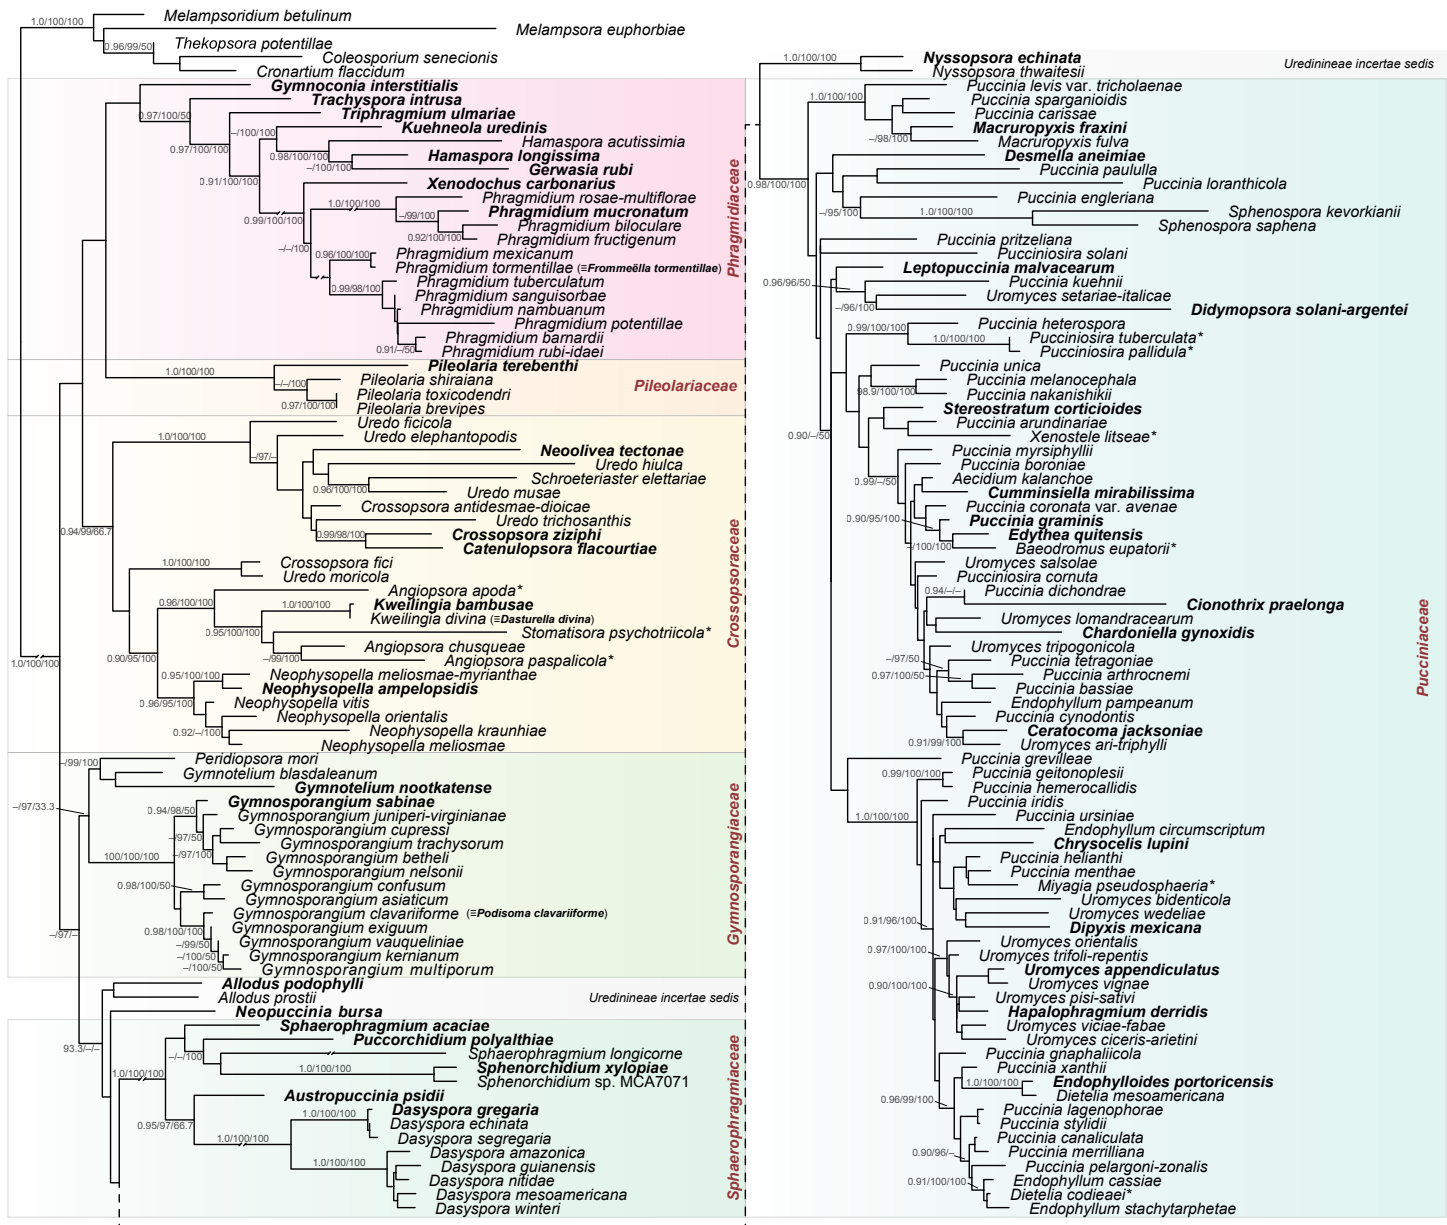 Melampsoridium betulinum
1.0/100/100
Melampsora euphorbiae
Thekopsora potentillae
0.96/99/50
Coleosporium senecionis
Cronartium flaccidum
Gymnoconia interstitialis
Trachyspora intrusa
0.97/100/50
Triphragmium ulmariae
Kuehneola uredinis
–/100/100
Hamaspora acutissimia
0.97/100/100
Hamaspora longissima
0.98/100/100
Gerwasia rubi
–/100/100
Xenodochus carbonarius
0.91/100/100
Phragmidium rosae-multiflorae
1.0/100/100
Phragmidium mucronatum
–/99/100
0.99/100/100
Phragmidium biloculare
Phragmidium fructigenum
0.92/100/100
–/–/100
Phragmidium mexicanum
0.96/100/100
Phragmidium tormentillae (≡Frommeëlla tormentillae)
Phragmidium tuberculatum
0.99/98/100
Phragmidium sanguisorbae
Phragmidium nambuanum
Phragmidium potentillae
Phragmidium barnardii
0.91/–/50
Phragmidium rubi-idaei
Phragmidiaceae
Pileolaria terebenthi
1.0/100/100
Pileolaria shiraiana
–/–/100
Pileolaria toxicodendri
0.97/100/100
Pileolaria brevipes
Pileolariaceae
Uredo ficicola
1.0/100/100
Uredo elephantopodis
–/97/–
Neoolivea tectonae
Uredo hiulca
Schroeteriaster elettariae
0.96/100/100
Uredo musae
Crossopsora antidesmae-dioicae
Uredo trichosanthis
Crossopsora ziziphi
0.99/98/100
Catenulopsora flacourtiae
0.94/99/66.7
Crossopsora fici
1.0/100/100
Uredo moricola
Angiopsora apoda*
0.96/100/100
Kweilingia bambusae
1.0/100/100
Kweilingia divina (≡Dasturella divina)
0.95/100/100
Stomatisora psychotriicola*
Angiopsora chusqueae
–/99/100
Angiopsora paspalicola*
0.90/95/100
1.0/100/100
Neophysopella meliosmae-myrianthae
0.95/100/100
Neophysopella ampelopsidis
0.96/95/100
Neophysopella vitis
Neophysopella orientalis
Neophysopella kraunhiae
0.92/–/100
Neophysopella meliosmae
Crossopsoraceae
Peridiopsora mori
–/99/100
Gymnotelium blasdaleanum
Gymnotelium nootkatense
–/97/33.3
Gymnosporangium sabinae
0.94/98/50
Gymnosporangium juniperi-virginianae
Gymnosporangium cupressi
–/97/50
Gymnosporangium trachysorum
–/97/100
Gymnosporangium betheli
100/100/100
Gymnosporangium nelsonii
Gymnosporangium confusum
0.98/100/50
Gymnosporangium asiaticum
Gymnosporangium clavariiforme (≡Podisoma clavariiforme)
Gymnosporangium exiguum
0.98/100/100
–/97/–
Gymnosporangium vauqueliniae
–/99/50
Gymnosporangium kernianum
–/100/50
Gymnosporangium multiporum
–/100/50
Gymnosporangiaceae
Allodus podophylli
Allodus prostii
Uredinineae incertae sedis
Neopuccinia bursa
93.3/–/–
Sphaerophragmium acaciae
Puccorchidium polyalthiae
Sphaerophragmium longicorne
–/–/100
Sphenorchidium xylopiae
1.0/100/100
Sphenorchidium sp. MCA7071
1.0/100/100
Austropuccinia psidii
Dasyspora gregaria
1.0/100/100
Dasyspora echinata
0.95/97/66.7
Dasyspora segregaria
1.0/100/100
Dasyspora amazonica
1.0/100/100
Dasyspora guianensis
Dasyspora nitidae
Dasyspora mesoamericana
Dasyspora winteri
Sphaerophragmiaceae
Nyssopsora echinata
1.0/100/100
Nyssopsora thwaitesii
Uredinineae incertae sedis
Puccinia levis var. tricholaenae
1.0/100/100
Puccinia sparganioidis
Puccinia carissae
Macruropyxis fraxini
–/98/100
Macruropyxis fulva
Desmella aneimiae
Puccinia paululla
0.98/100/100
Puccinia loranthicola
Puccinia engleriana
–/95/100
Sphenospora kevorkianii
1.0/100/100
Sphenospora saphena
Puccinia pritzeliana
Pucciniosira solani
Leptopuccinia malvacearum
0.96/96/50
Puccinia kuehnii
Uromyces setariae-italicae
–/96/100
Didymopsora solani-argentei
Puccinia heterospora
0.99/100/100
Pucciniosira tuberculata*
1.0/100/100
Pucciniosira pallidula*
Puccinia unica
Puccinia melanocephala
98.9/100/100
Puccinia nakanishikii
Stereostratum corticioides
Puccinia arundinariae
0.90/–/50
Xenostele litseae*
Puccinia myrsiphyllii
Puccinia boroniae
Aecidium kalanchoe
0.99/–/50
Cumminsiella mirabilissima
Puccinia coronata var. avenae
0.90/95/100
Puccinia graminis
Edythea quitensis
–/100/100
Baeodromus eupatorii*
Uromyces salsolae
Pucciniosira cornuta
Puccinia dichondrae
0.94/–/–
Cionothrix praelonga
Uromyces lomandracearum
Chardoniella gynoxidis
Uromyces tripogonicola
–/97/50
Puccinia tetragoniae
0.97/100/50
Puccinia arthrocnemi
Puccinia bassiae
Endophyllum pampeanum
Puccinia cynodontis
Ceratocoma jacksoniae
0.91/99/100
Uromyces ari-triphylli
Puccinia grevilleae
Puccinia geitonoplesii
0.99/100/100
Puccinia hemerocallidis
Puccinia iridis
Puccinia ursiniae
1.0/100/100
Endophyllum circumscriptum
Chrysocelis lupini
Puccinia helianthi
Puccinia menthae
Miyagia pseudosphaeria*
Uromyces bidenticola
Uromyces wedeliae
0.91/96/100
Dipyxis mexicana
Uromyces orientalis
0.97/100/100
Uromyces trifoli-repentis
Uromyces appendiculatus
Uromyces vignae
0.90/100/100
Uromyces pisi-sativi
Hapalophragmium derridis
Uromyces viciae-fabae
Uromyces ciceris-arietini
Puccinia gnaphaliicola
Puccinia xanthii
Endophylloides portoricensis
1.0/100/100
Dietelia mesoamericana
0.96/99/100
Puccinia lagenophorae
Puccinia stylidii
Puccinia canaliculata
Puccinia merrilliana
0.90/96/–
Puccinia pelargoni-zonalis
Endophyllum cassiae
0.91/100/100
Dietelia codieaei*
Endophyllum stachytarphetae
Pucciniaceae